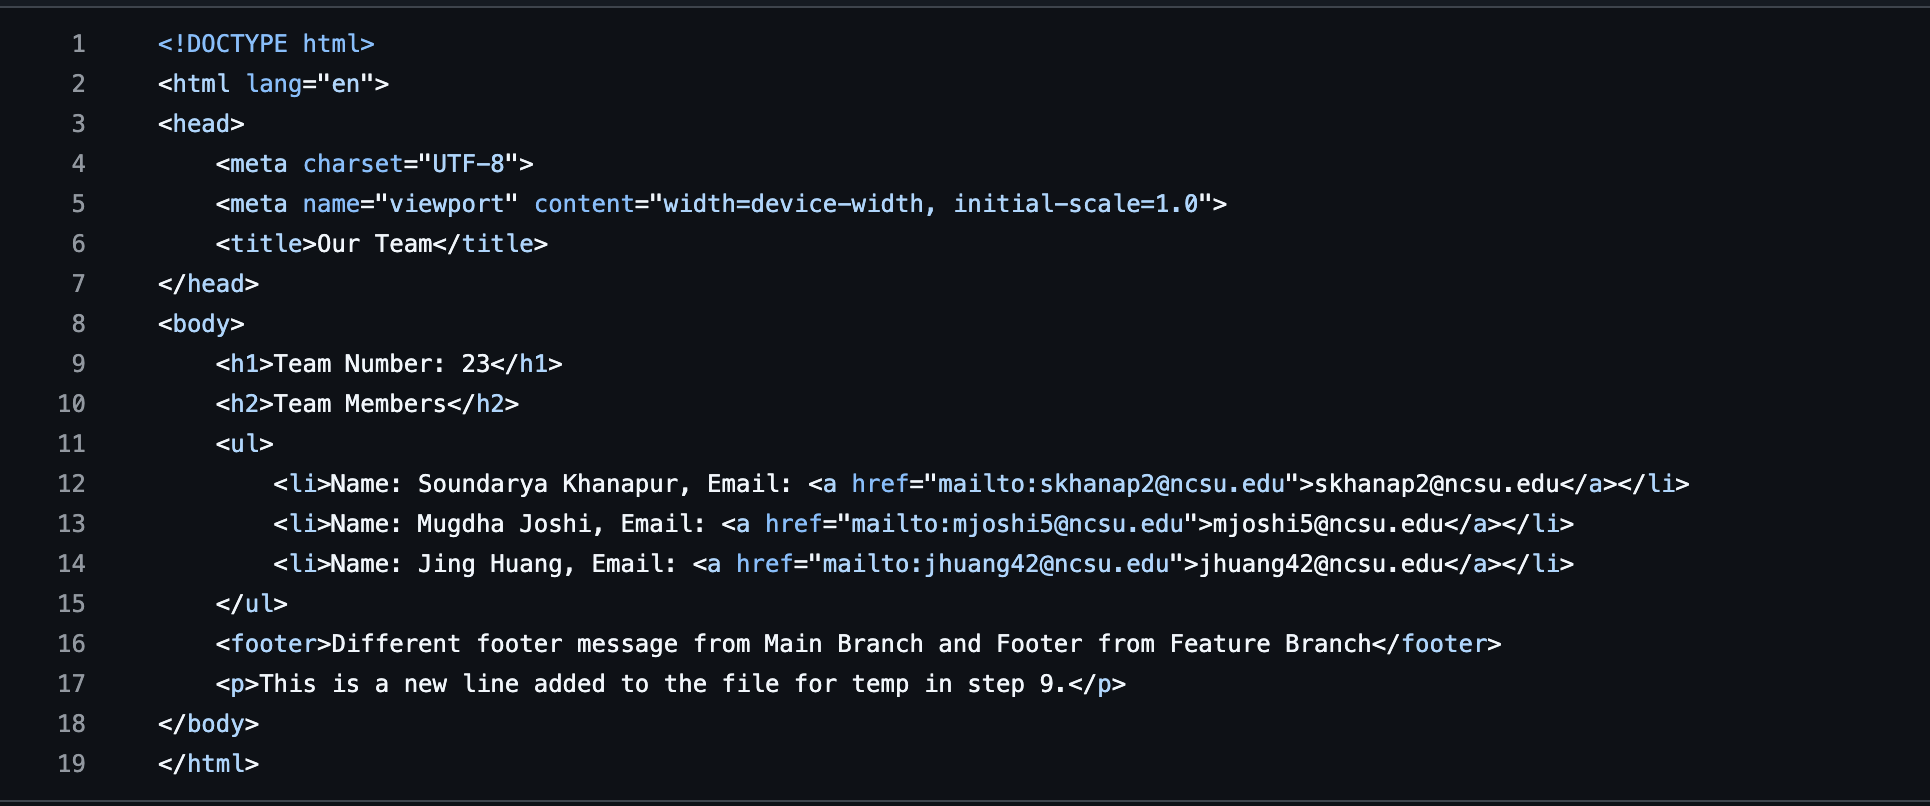 1 <!DOCTYPE html>
2 <html lang="en">
3 <head>
4     <meta charset="UTF-8">
5     <meta name="viewport" content="width=device-width, initial-scale=1.0">
6     <title>Our Team</title>
7 </head>
8 <body>
9     <h1>Team Number: 23</h1>
10     <h2>Team Members</h2>
11     <ul>
12         <li>Name: Soundarya Khanapur, Email: <a href="mailto:skhanap2@ncsu.edu">skhanap2@ncsu.edu</a></li>
13         <li>Name: Mugdha Joshi, Email: <a href="mailto:mjoshi5@ncsu.edu">mjoshi5@ncsu.edu</a></li>
14         <li>Name: Jing Huang, Email: <a href="mailto:jhuang42@ncsu.edu">jhuang42@ncsu.edu</a></li>
15     </ul>
16     <footer>Different footer message from Main Branch and Footer from Feature Branch</footer>
17     <p>This is a new line added to the file for temp in step 9.</p>
18 </body>
19 </html>